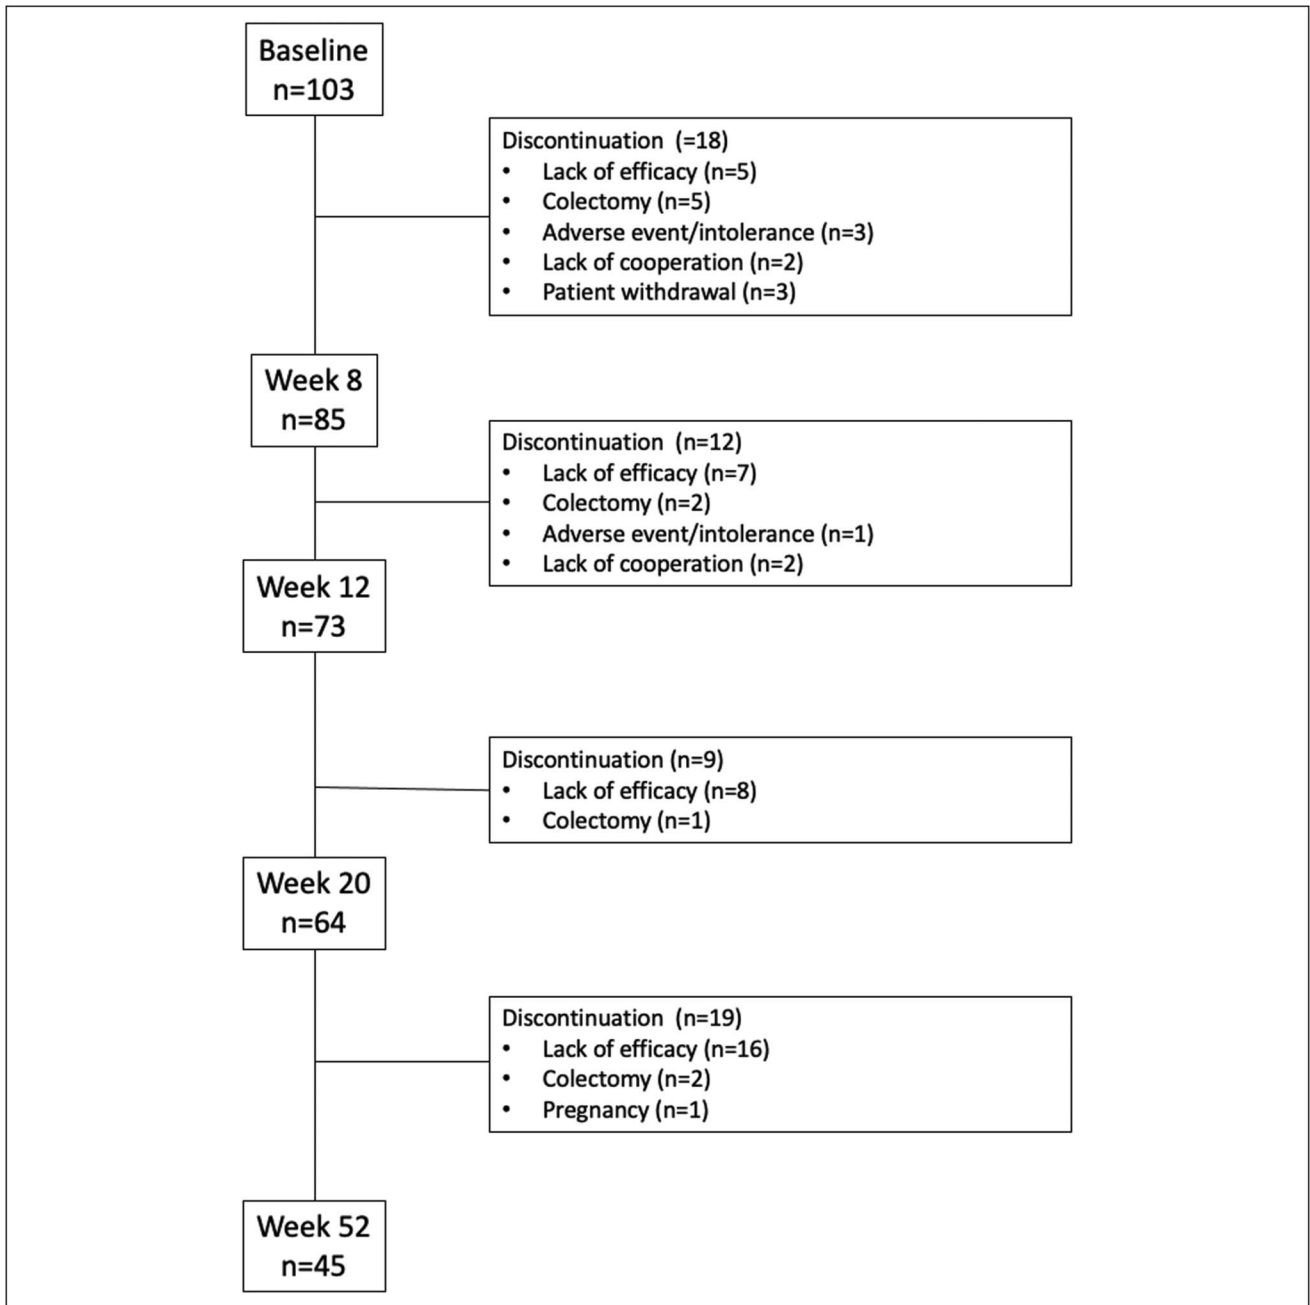 Baseline
n=103
Discontinuation (=18)
• Lack of efficacy (n=5)
• Colectomy (n=5)
• Adverse event/intolerance (n=3)
• Lack of cooperation (n=2)
• Patient withdrawal (n=3)
Week 8
n=85
Discontinuation (n=12)
• Lack of efficacy (n=7)
• Colectomy (n=2)
• Adverse event/intolerance (n=1)
• Lack of cooperation (n=2)
Week 12
n=73
Discontinuation (n=9)
• Lack of efficacy (n=8)
• Colectomy (n=1)
Week 20
n=64
Discontinuation (n=19)
• Lack of efficacy (n=16)
• Colectomy (n=2)
• Pregnancy (n=1)
Week 52
n=45